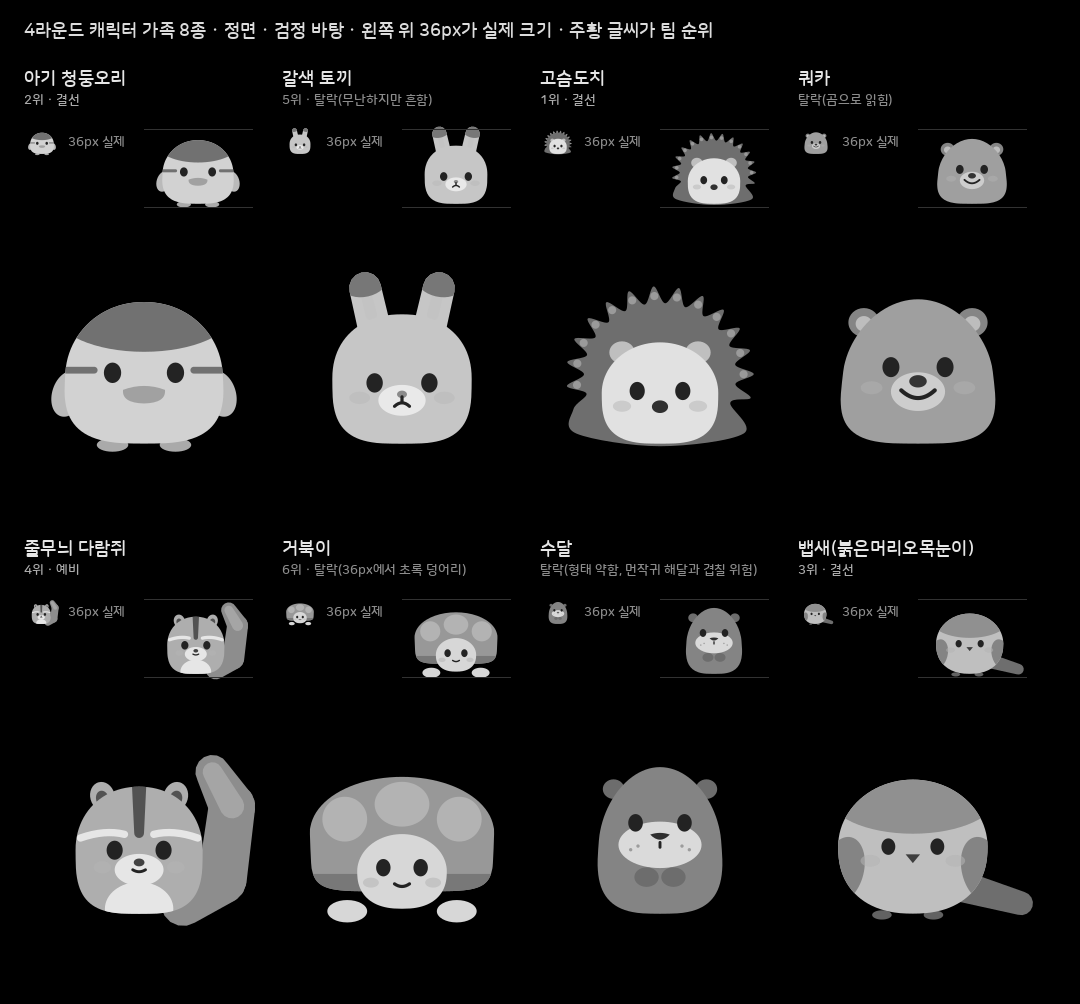 4라운드 캐릭터 가족 8종 · 정면 · 검정 바탕 · 왼쪽 위 36px가 실제 크기 · 주황 글씨가 팀 순위
아기 청둥오리
2위 · 결선
36px 실제
갈색 토끼
5위 · 탈락(무난하지만 흔함)
36px 실제
고슴도치
1위 · 결선
36px 실제
쿼카
탈락(곰으로 읽힘)
36px 실제
줄무늬 다람쥐
4위 · 예비
36px 실제
거북이
6위 · 탈락(36px에서 초록 덩어리)
36px 실제
수달
탈락(형태 약함, 먼작귀 해달과 겹칠 위험)
36px 실제
뱁새(붉은머리오목눈이)
3위 · 결선
36px 실제